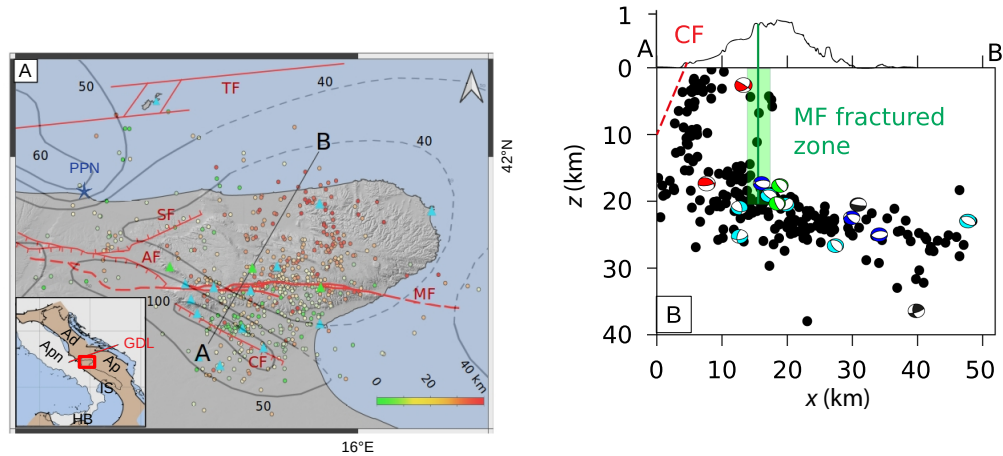 A
50
40
TF
60
PPN
B
40
42°N
SF
AF
100
MF
A
CF
50
0
20
40 km
Ad
Apn
GDL
Ap
IS
HB
16°E
1
A
CF
B
0
MF fractured
zone
10
z (km)
20
30
B
40
0
10
20
30
40
50
x (km)